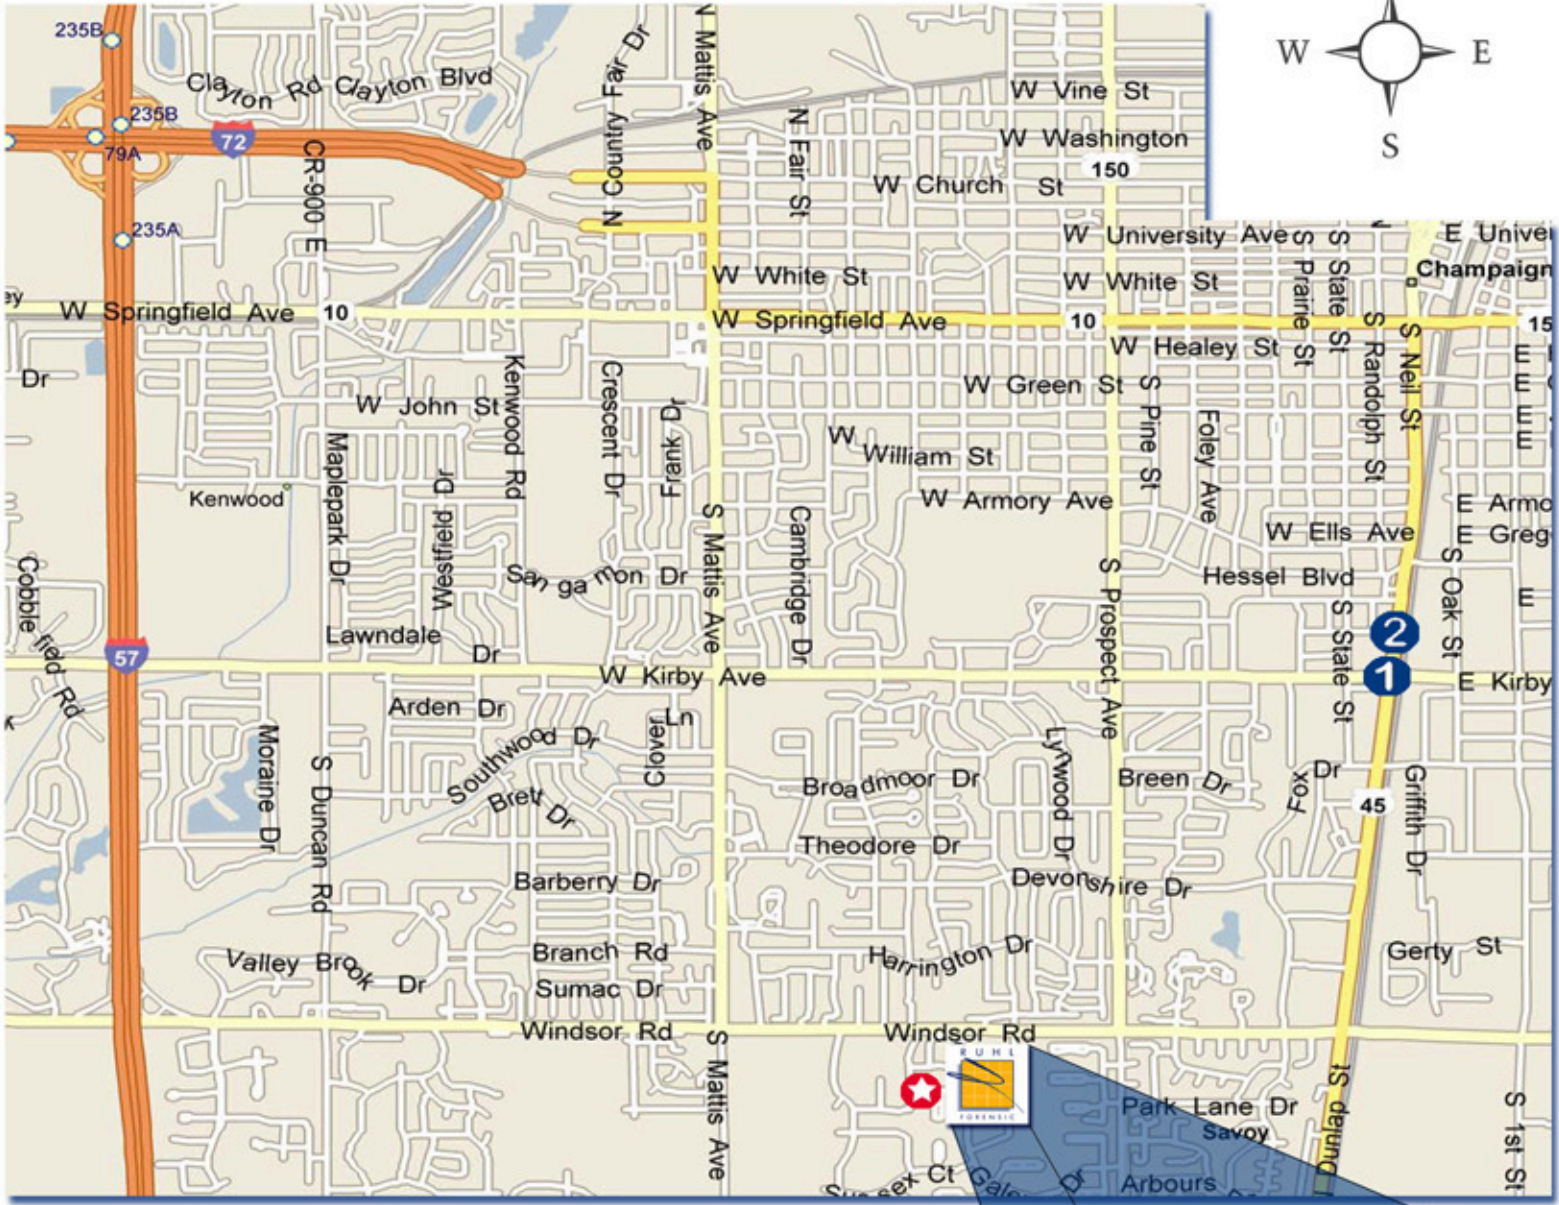 235B
Clayton Rd Clayton Blvd
N Country Fair Dr
N Mattis Ave
W Vine St
W E
S
235B
72
79A
CR-900 E
N Fair St
W Washington
150
W Church St
235A
W White St
W University Ave
W White St
S Prairie St
S State St
N
E Univer
Champaign
ey
W Springfield Ave
10
W Springfield Ave
10
15
W Healey St
S Randolph St
S Neil St
E
Dr
W Green St
E
Kenwood Rd
Crescent Dr
Frank Dr
W John St
S Pine St
Foley Ave
E
W William St
E
Maplepark Dr
Westfield Dr
Kenwood
W Armory Ave
E Armo
S Mattis Ave
Cambridge Dr
W Ells Ave
E Greg
Cobble field Rd
Sangamon Dr
S Prospect Ave
Hessel Blvd
S Oak St
E
Lawndale Dr
S State St
2
57
W Kirby Ave
1
E Kirby
k
Arden Dr
Clover Ln
Moraine Dr
S Duncan Rd
Southwood Dr
Brett Dr
Broadmoor Dr
Lynwood Dr
Breen Dr
Fox Dr
45
Griffith Dr
Theodore Dr
Barberry Dr
Devonshire Dr
Valley Brook Dr
Branch Rd
Harrington Dr
Gerty St
Sumac Dr
Windsor Rd
Windsor Rd
S Mattis Ave
RUHL
FORENSIC
Park Lane Dr
Savoy
Dunlap St
S 1st St
Sussex Ct
Dr
Arbours